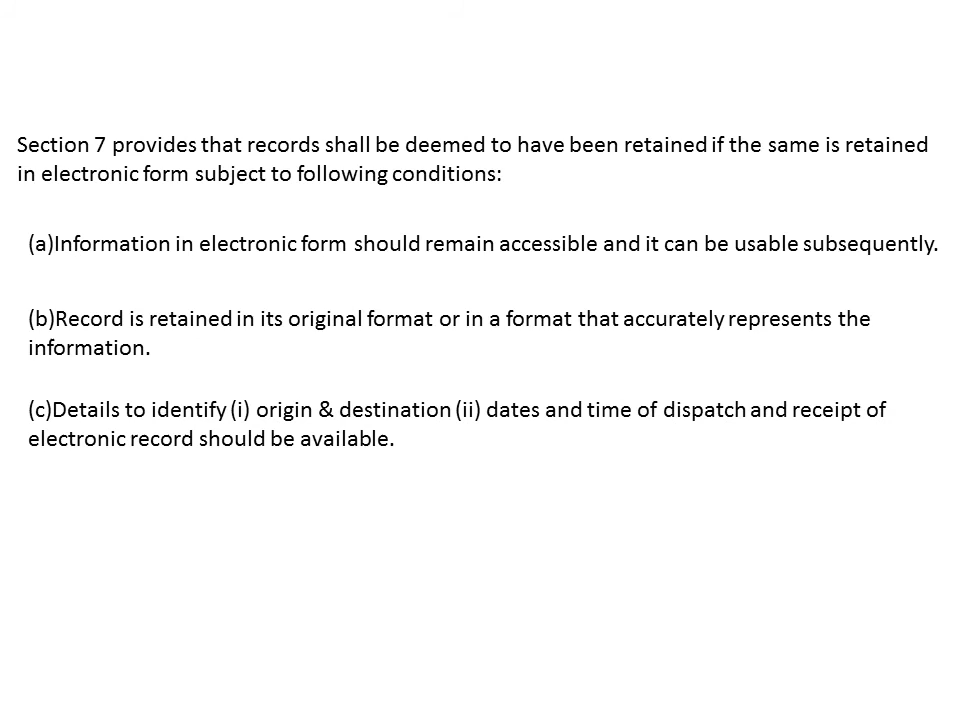 Section 7 provides that records shall be deemed to have been retained if the same is retained
in electronic form subject to following conditions:
(a)Information in electronic form should remain accessible and it can be usable subsequently.
(b)Record is retained in its original format or in a format that accurately represents the
information.
(c)Details to identify (i) origin & destination (ii) dates and time of dispatch and receipt of
electronic record should be available.